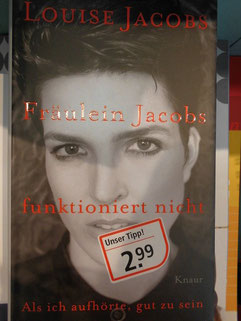 LOUISE JACOBS
Fräulein Jacobs
funktioniert nicht
Unser Tipp!
2.99
Knaur
Als ich aufhörte, gut zu sein